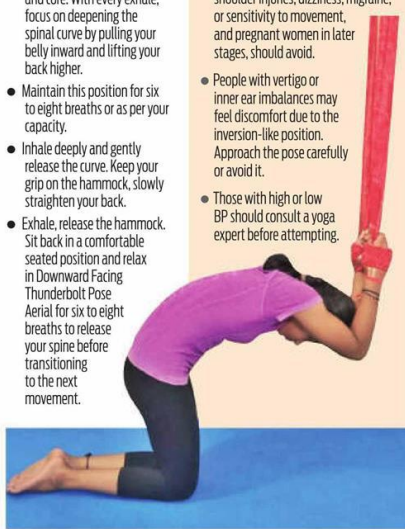 and core. With every exhale,
focus on deepening the
spinal curve by pulling your
belly inward and lifting your
back higher.
● Maintain this position for six
to eight breaths or as per your
capacity.
● Inhale deeply and gently
release the curve. Keep your
grip on the hammock, slowly
straighten your back.
● Exhale, release the hammock.
Sit back in a comfortable
seated position and relax
in Downward Facing
Thunderbolt Pose
Aerial for six to eight
breaths to release
your spine before
transitioning
to the next
movement.
shoulder injuries, dizziness, migraine,
or sensitivity to movement,
and pregnant women in later
stages, should avoid.
● People with vertigo or
inner ear imbalances may
feel discomfort due to the
inversion-like position.
Approach the pose carefully
or avoid it.
● Those with high or low
BP should consult a yoga
expert before attempting.